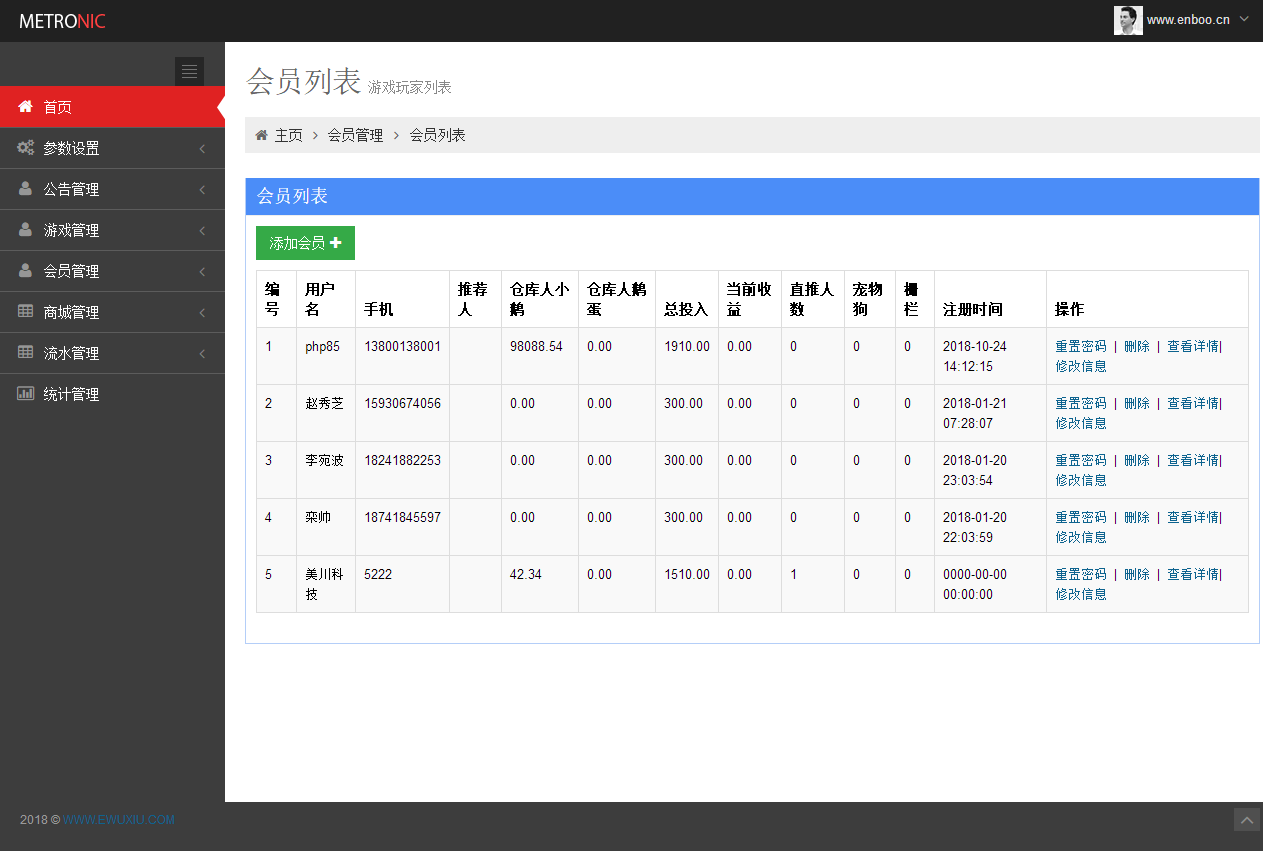 METRONIC
www.enboo.cn
首页
参数设置
公告管理
游戏管理
会员管理
商城管理
流水管理
统计管理
会员列表 游戏玩家列表
主页 > 会员管理 > 会员列表
会员列表
添加会员
编号 用户名 手机 推荐人 仓库人小鹅 仓库人鹅蛋 总投入 当前收益 直推人数 宠物狗 栅栏 注册时间 操作
1 php85 13800138001 98088.54 0.00 1910.00 0.00 0 0 0 2018-10-24 14:12:15 重置密码 | 删除 | 查看详情| 修改信息
2 赵秀芝 15930674056 0.00 0.00 300.00 0.00 0 0 0 2018-01-21 07:28:07 重置密码 | 删除 | 查看详情| 修改信息
3 李宛波 18241882253 0.00 0.00 300.00 0.00 0 0 0 2018-01-20 23:03:54 重置密码 | 删除 | 查看详情| 修改信息
4 栾帅 18741845597 0.00 0.00 300.00 0.00 0 0 0 2018-01-20 22:03:59 重置密码 | 删除 | 查看详情| 修改信息
5 美川科技 5222 42.34 0.00 1510.00 0.00 1 0 0 0000-00-00 00:00:00 重置密码 | 删除 | 查看详情| 修改信息
2018 © WWW.EWUXIU.COM